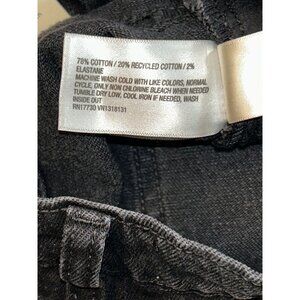 78% COTTON / 20% RECYCLED COTTON / 2%
ELASTANE
MACHINE WASH COLD WITH LIKE COLORS, NORMAL
CYCLE, ONLY NON CHLORINE BLEACH WHEN NEEDED
TUMBLE DRY LOW. COOL IRON IF NEEDED, WASH
INSIDE OUT
RN17730 VN1318131